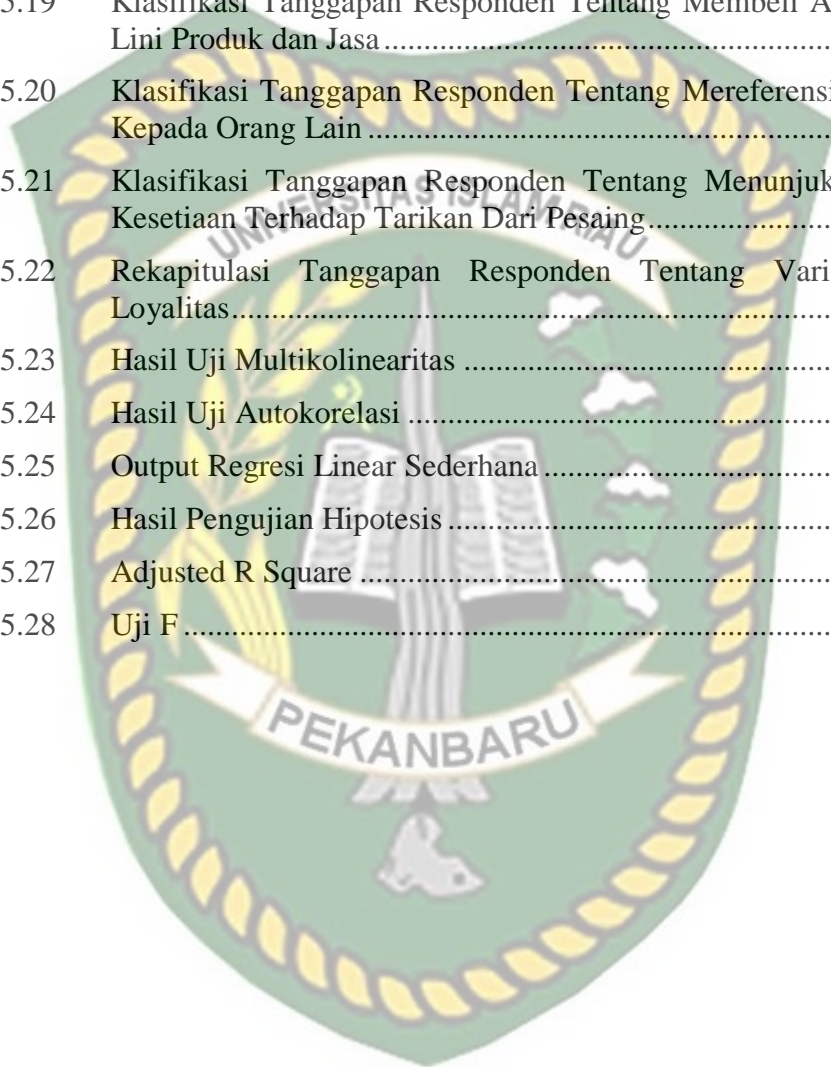 5.19 Klasifikasi Tanggapan Responden Tentang Membeli A
Lini Produk dan Jasa
5.20 Klasifikasi Tanggapan Responden Tentang Mereferensi
Kepada Orang Lain
5.21 Klasifikasi Tanggapan Responden Tentang Menunjuk
Kesetiaan Terhadap Tarikan Dari Pesaing
5.22 Rekapitulasi Tanggapan Responden Tentang Vari
Loyalitas
5.23 Hasil Uji Multikolinearitas
5.24 Hasil Uji Autokorelasi
5.25 Output Regresi Linear Sederhana
5.26 Hasil Pengujian Hipotesis
5.27 Adjusted R Square
5.28 Uji F
UNIVERSITAS ISLAM RIAU
PEKANBARU